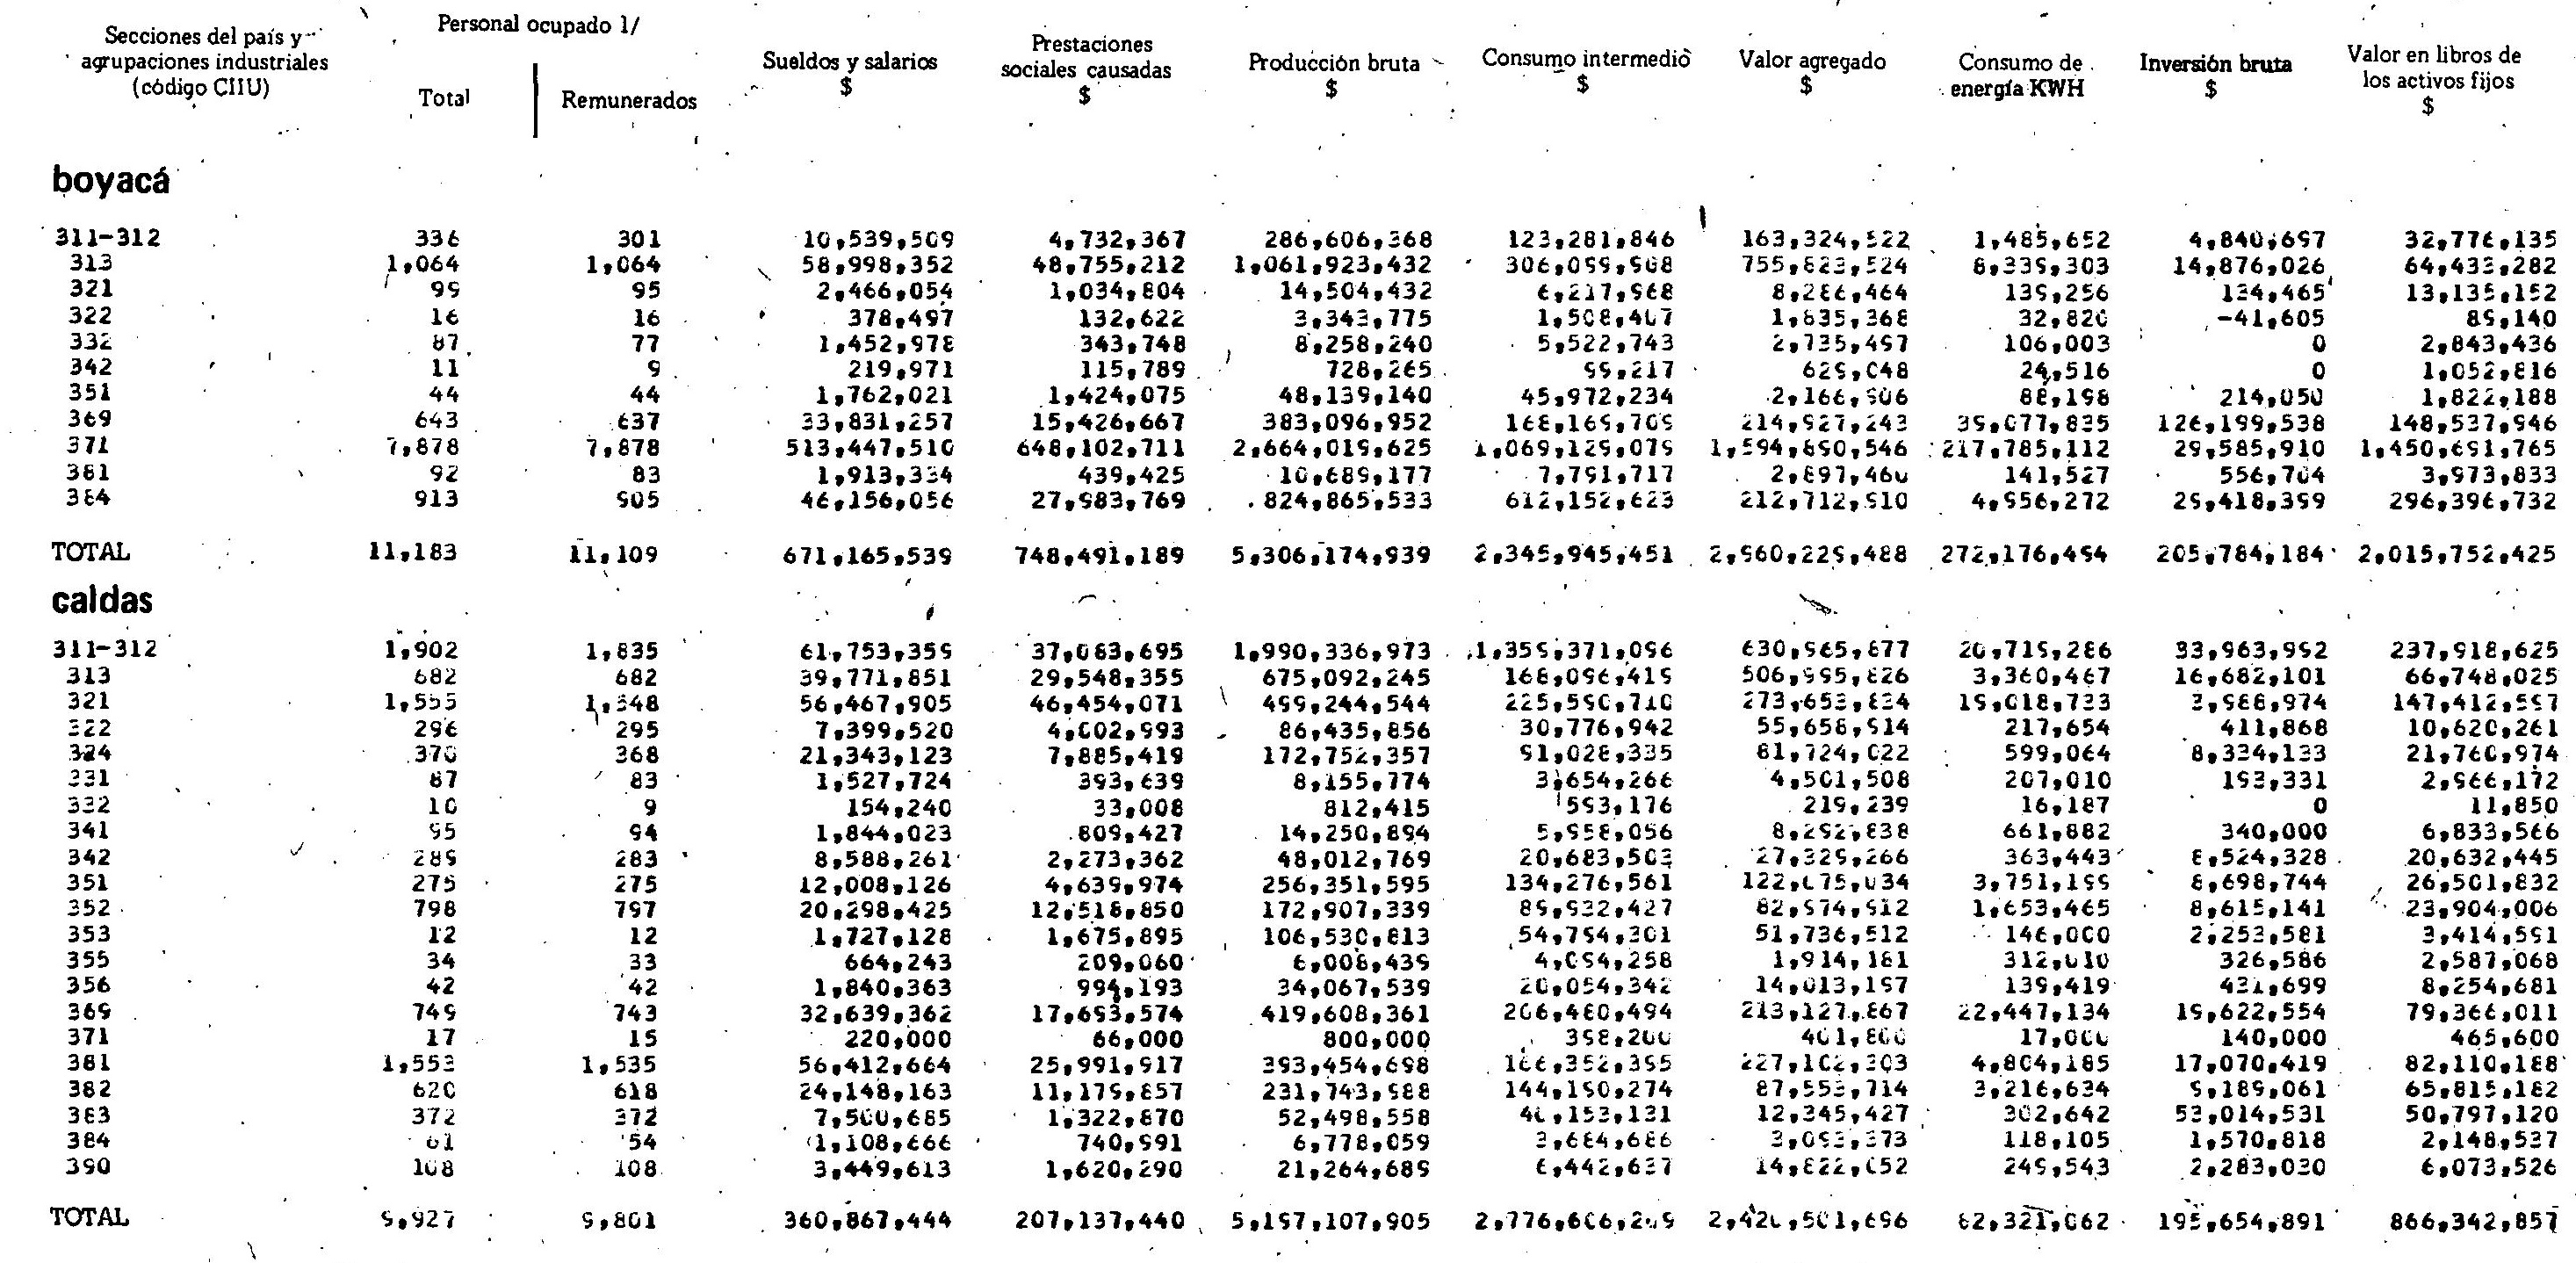 Secciones del país y agrupaciones industriales (código CIIU) Personal ocupado 1/ Total Remunerados Sueldos y salarios $ Prestaciones sociales causadas $ Producción bruta $ Consumo intermedio $ Valor agregado $ Consumo de energía KWH Inversión bruta $ Valor en libros de los activos fijos $
boyacá
311-312 336 301 10,539,509 4,732,367 286,606,368 123,281,846 163,324,522 1,485,652 4,840,697 32,776,135
313 1,064 1,064 58,998,352 48,755,212 1,061,923,432 306,099,908 755,823,524 8,339,303 14,876,026 64,433,282
321 99 95 2,466,054 1,034,804 14,504,432 6,217,968 8,286,464 139,256 134,465 13,135,152
322 16 16 378,497 132,622 3,343,775 1,508,407 1,835,368 32,820 -41,605 89,140
332 87 77 1,452,978 343,748 8,258,240 5,522,743 2,735,497 106,003 0 2,843,436
342 11 9 219,971 115,789 728,265 99,217 629,048 24,516 0 1,052,816
351 44 44 1,762,021 1,424,075 48,139,140 45,972,234 2,166,906 88,198 214,050 1,822,188
369 643 637 33,831,257 15,426,667 383,096,952 168,169,709 214,927,243 39,077,835 126,199,538 148,537,946
371 7,878 7,878 513,447,510 648,102,711 2,664,019,625 1,069,129,079 1,594,890,546 217,785,112 29,585,910 1,450,691,765
381 92 83 1,913,334 439,425 10,689,177 7,791,717 2,897,460 141,527 556,704 3,973,833
384 913 905 46,156,056 27,983,769 824,865,533 612,152,623 212,712,910 4,956,272 29,418,399 296,396,732
TOTAL 11,183 11,109 671,165,539 748,491,189 5,306,174,939 2,345,945,451 2,960,229,488 272,176,494 205,784,184 2,015,752,425
caldas
311-312 1,902 1,835 61,753,359 37,083,695 1,990,336,973 1,359,371,096 630,965,877 20,719,286 33,963,992 237,918,625
313 682 682 39,771,851 29,548,355 675,092,245 168,096,419 506,995,826 3,360,467 16,682,101 66,748,025
321 1,555 1,548 56,467,905 46,454,071 499,244,544 225,590,710 273,653,834 19,018,733 3,988,974 147,412,597
322 296 295 7,399,520 4,002,993 86,435,856 30,776,942 55,658,914 217,654 411,868 10,620,261
324 370 368 21,343,123 7,885,419 172,752,357 91,028,335 81,724,022 599,064 8,334,133 21,760,974
331 87 83 1,527,724 393,639 8,155,774 3,654,266 4,501,508 207,010 193,331 2,966,172
332 10 9 154,240 33,008 812,415 593,176 219,239 16,187 0 11,850
341 95 94 1,844,023 809,427 14,250,894 5,958,056 8,292,838 661,882 340,000 6,833,566
342 289 283 8,588,261 2,273,362 48,012,769 20,683,503 27,329,266 363,443 8,524,328 20,632,445
351 275 275 12,008,126 4,639,974 256,351,595 134,276,561 122,075,034 3,751,199 8,698,744 26,501,832
352 798 797 20,298,425 12,518,850 172,907,339 89,932,427 82,974,912 1,653,465 8,615,141 23,904,006
353 12 12 1,727,128 1,675,895 106,530,813 54,794,301 51,736,512 146,000 2,253,581 3,414,591
355 34 33 664,243 209,060 6,008,439 4,094,258 1,914,181 312,010 326,586 2,587,068
356 42 42 1,840,363 994,193 34,067,539 20,054,342 14,013,197 139,419 431,699 8,254,681
369 749 743 32,639,362 17,693,574 419,608,361 206,480,494 213,127,867 22,447,134 19,622,554 79,366,011
371 17 15 220,000 66,000 800,000 398,200 401,800 17,000 140,000 465,600
381 1,553 1,535 56,412,664 25,991,917 393,454,698 166,352,395 227,102,303 4,804,185 17,070,419 82,110,188
382 620 618 24,148,163 11,179,857 231,743,988 144,190,274 87,553,714 3,216,634 9,189,061 65,815,182
383 372 372 7,500,685 1,322,870 52,498,558 40,153,131 12,345,427 302,642 53,014,531 50,797,120
384 61 54 1,108,666 740,991 6,778,059 3,684,686 3,093,373 118,105 1,570,818 2,148,537
390 108 108 3,449,613 1,620,290 21,264,689 6,442,637 14,822,052 249,543 2,283,030 6,073,526
TOTAL 9,927 9,801 360,867,444 207,137,440 5,197,107,905 2,420,501,696 82,321,062 195,654,891 866,342,857